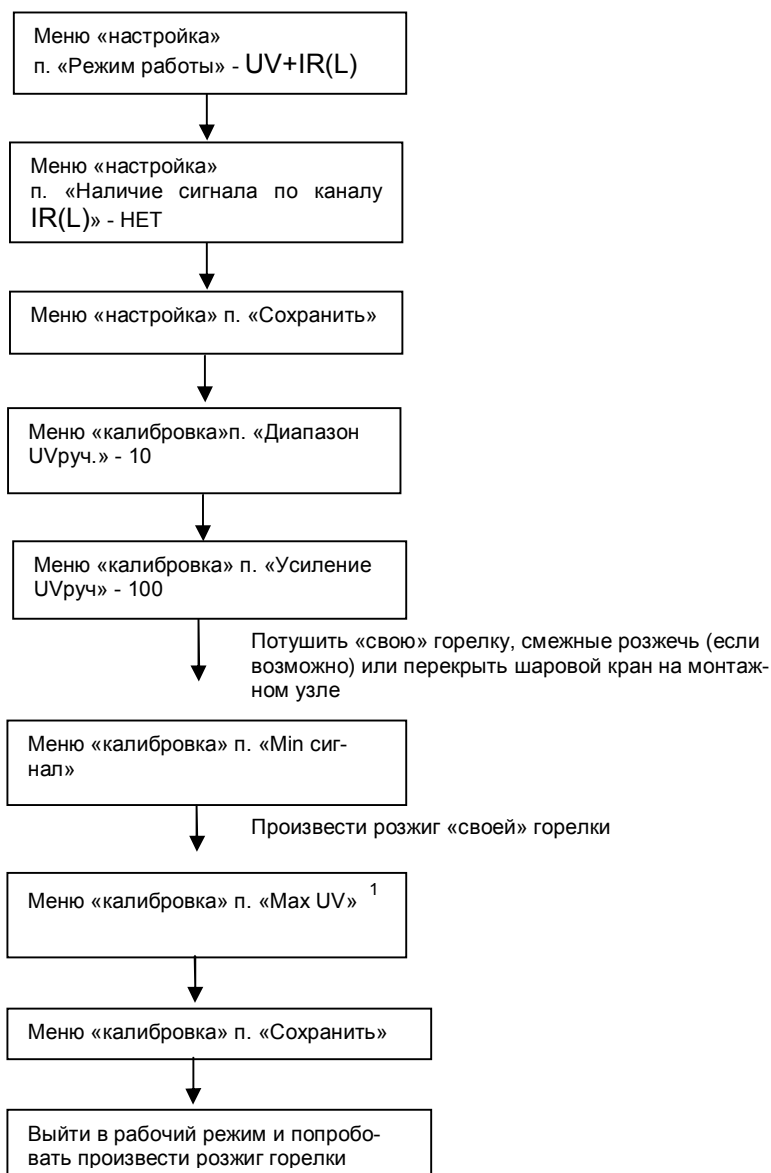 Меню «настройка»
п. «Режим работы» - UV+IR(L)
Меню «настройка»
п. «Наличие сигнала по каналу
IR(L)» - НЕТ
Меню «настройка» п. «Сохранить»
Меню «калибровка»п. «Диапазон
UVруч.» - 10
Меню «калибровка» п. «Усиление
UVруч» - 100
Потушить «свою» горелку, смежные розжечь (если
возможно) или перекрыть шаровой кран на монтаж-
ном узле
Меню «калибровка» п. «Min сиг-
нал»
Произвести розжиг «своей» горелки
Меню «калибровка» п. «Max UV» 1
Меню «калибровка» п. «Сохранить»
Выйти в рабочий режим и попробо-
вать произвести розжиг горелки